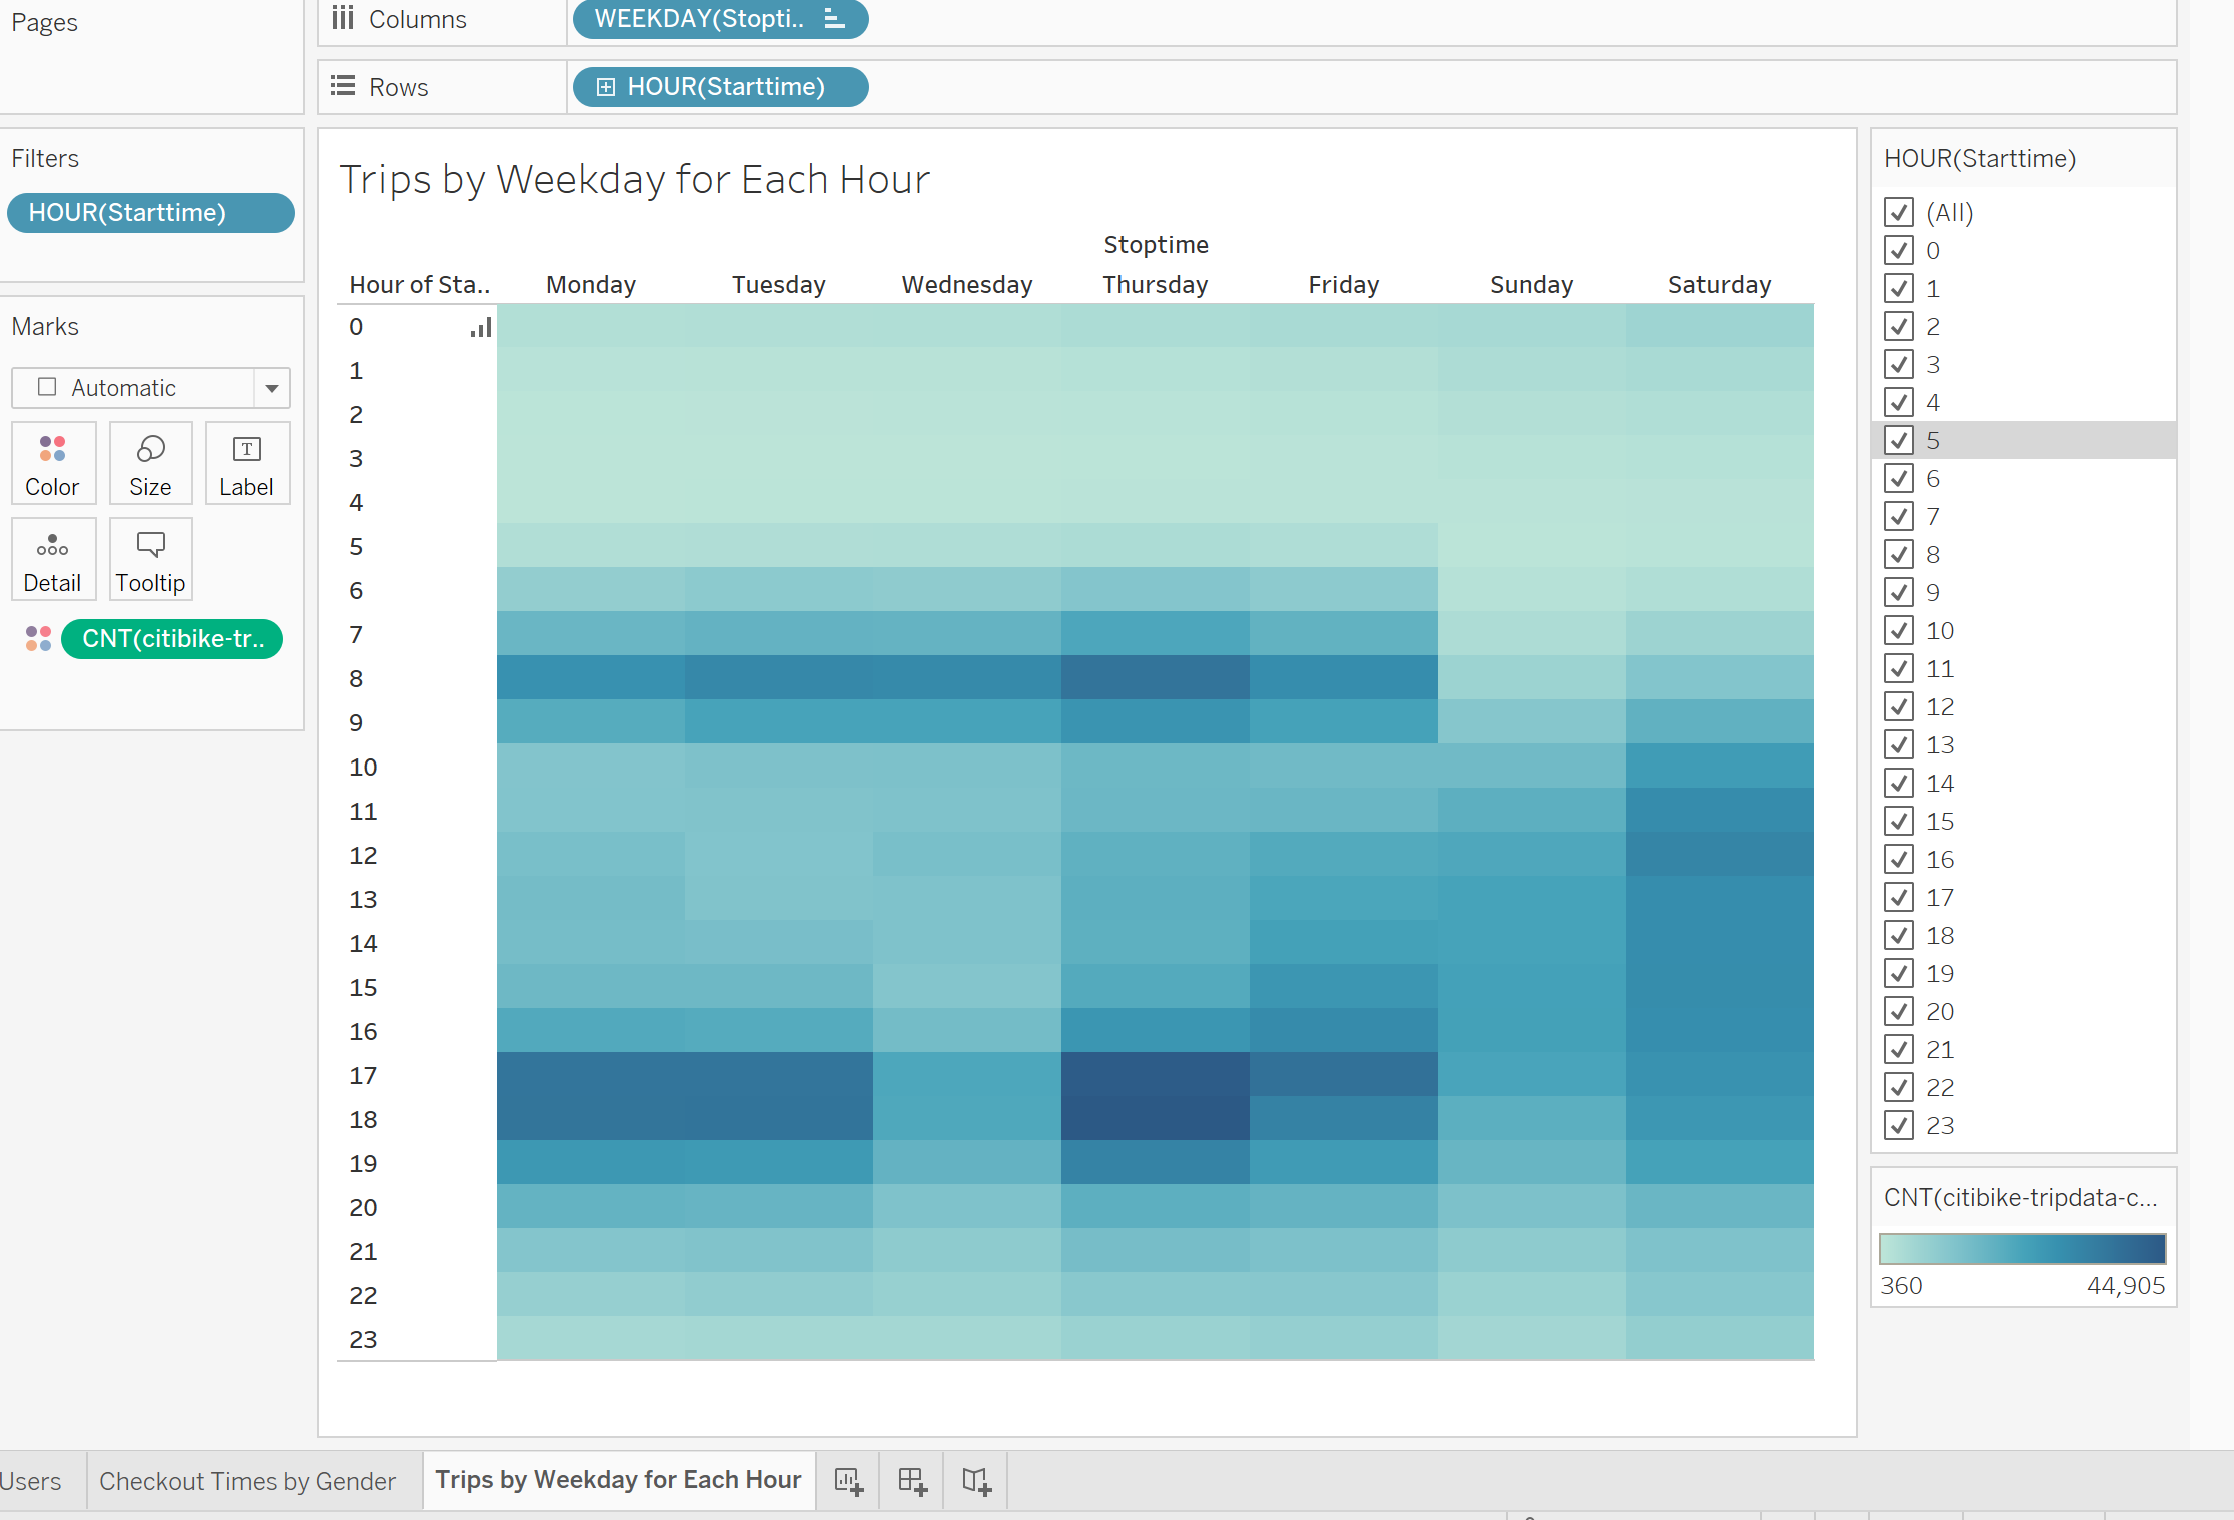 Pages
Columns
WEEKDAY(Stopti..
Rows
HOUR(Starttime)
Filters
HOUR(Starttime)
Marks
Automatic
Color
Size
Label
Detail
Tooltip
CNT(citibike-tr..
Trips by Weekday for Each Hour
Stoptime
Hour of Sta.. Monday Tuesday Wednesday Thursday Friday Sunday Saturday
0
1
2
3
4
5
6
7
8
9
10
11
12
13
14
15
16
17
18
19
20
21
22
23
HOUR(Starttime)
(All)
0
1
2
3
4
5
6
7
8
9
10
11
12
13
14
15
16
17
18
19
20
21
22
23
CNT(citibike-tripdata-c...
360 44,905
Users
Checkout Times by Gender
Trips by Weekday for Each Hour